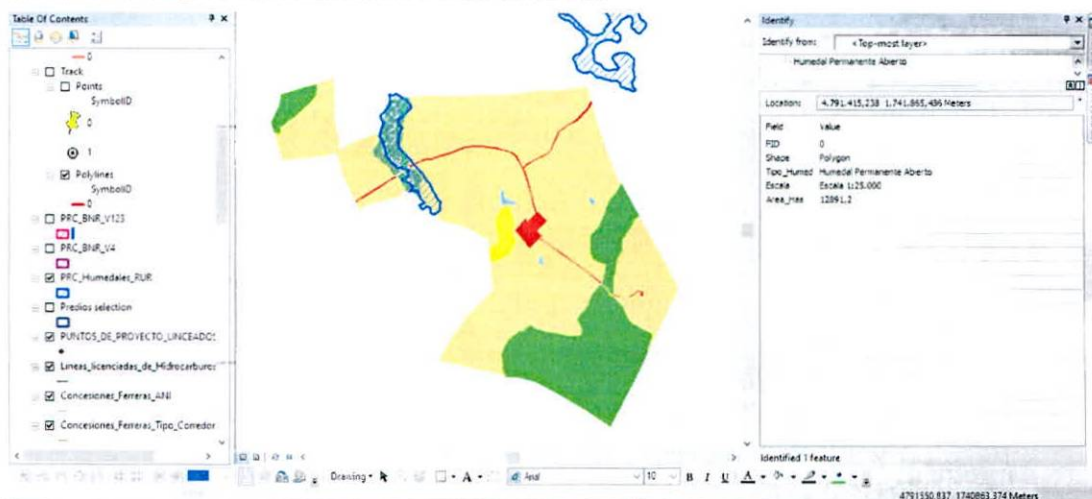 Table Of Contents
0
Track
Points
SymbolID
0
1
Polylines
SymbolID
0
PRC_BNR_V123
PRC_BNR_V4
PRC_Humedales_RUR
Predios selection
PUNTOS_DE_PROYECTO_LINCEADOS
Lineas_licenciadas_de_Hidrocarburos
Concesiones_Ferreras_ANI
Concesiones_Ferreras_Tipo_Corredor
Drawing
Arial
10
B I U A
Identify
Identify from: <Top-most layer>
Humedal Permanente Abierto
Location: 4.791.415,238 1.741.865,486 Meters
Field Value
FID 0
Shape Polygon
Tipo_Humed Humedal Permanente Abierto
Escala Escala 1:25.000
Area_Has 12891,2
Identified 1 feature
4791550,837 1740863,374 Meters